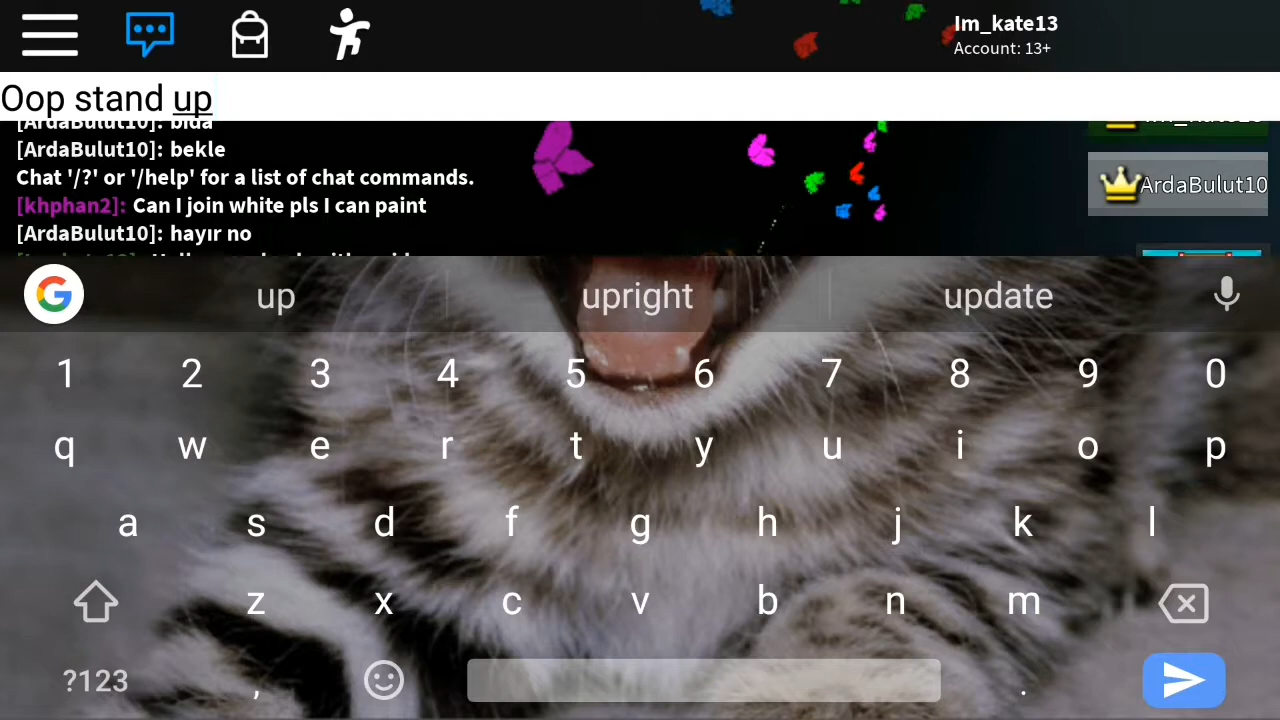 Im_kate13
Account: 13+
Oop stand up
[ArdaBulut10]: bida
[ArdaBulut10]: bekle
Chat '/?' or '/help' for a list of chat commands.
ArdaBulut10
[khphan2]: Can I join white pls I can paint
[ArdaBulut10]: hayır no
up upright update
1 2 3 4 5 6 7 8 9 0
q w e r t y u i o p
a s d f g h j k l
z x c v b n m
?123 , .